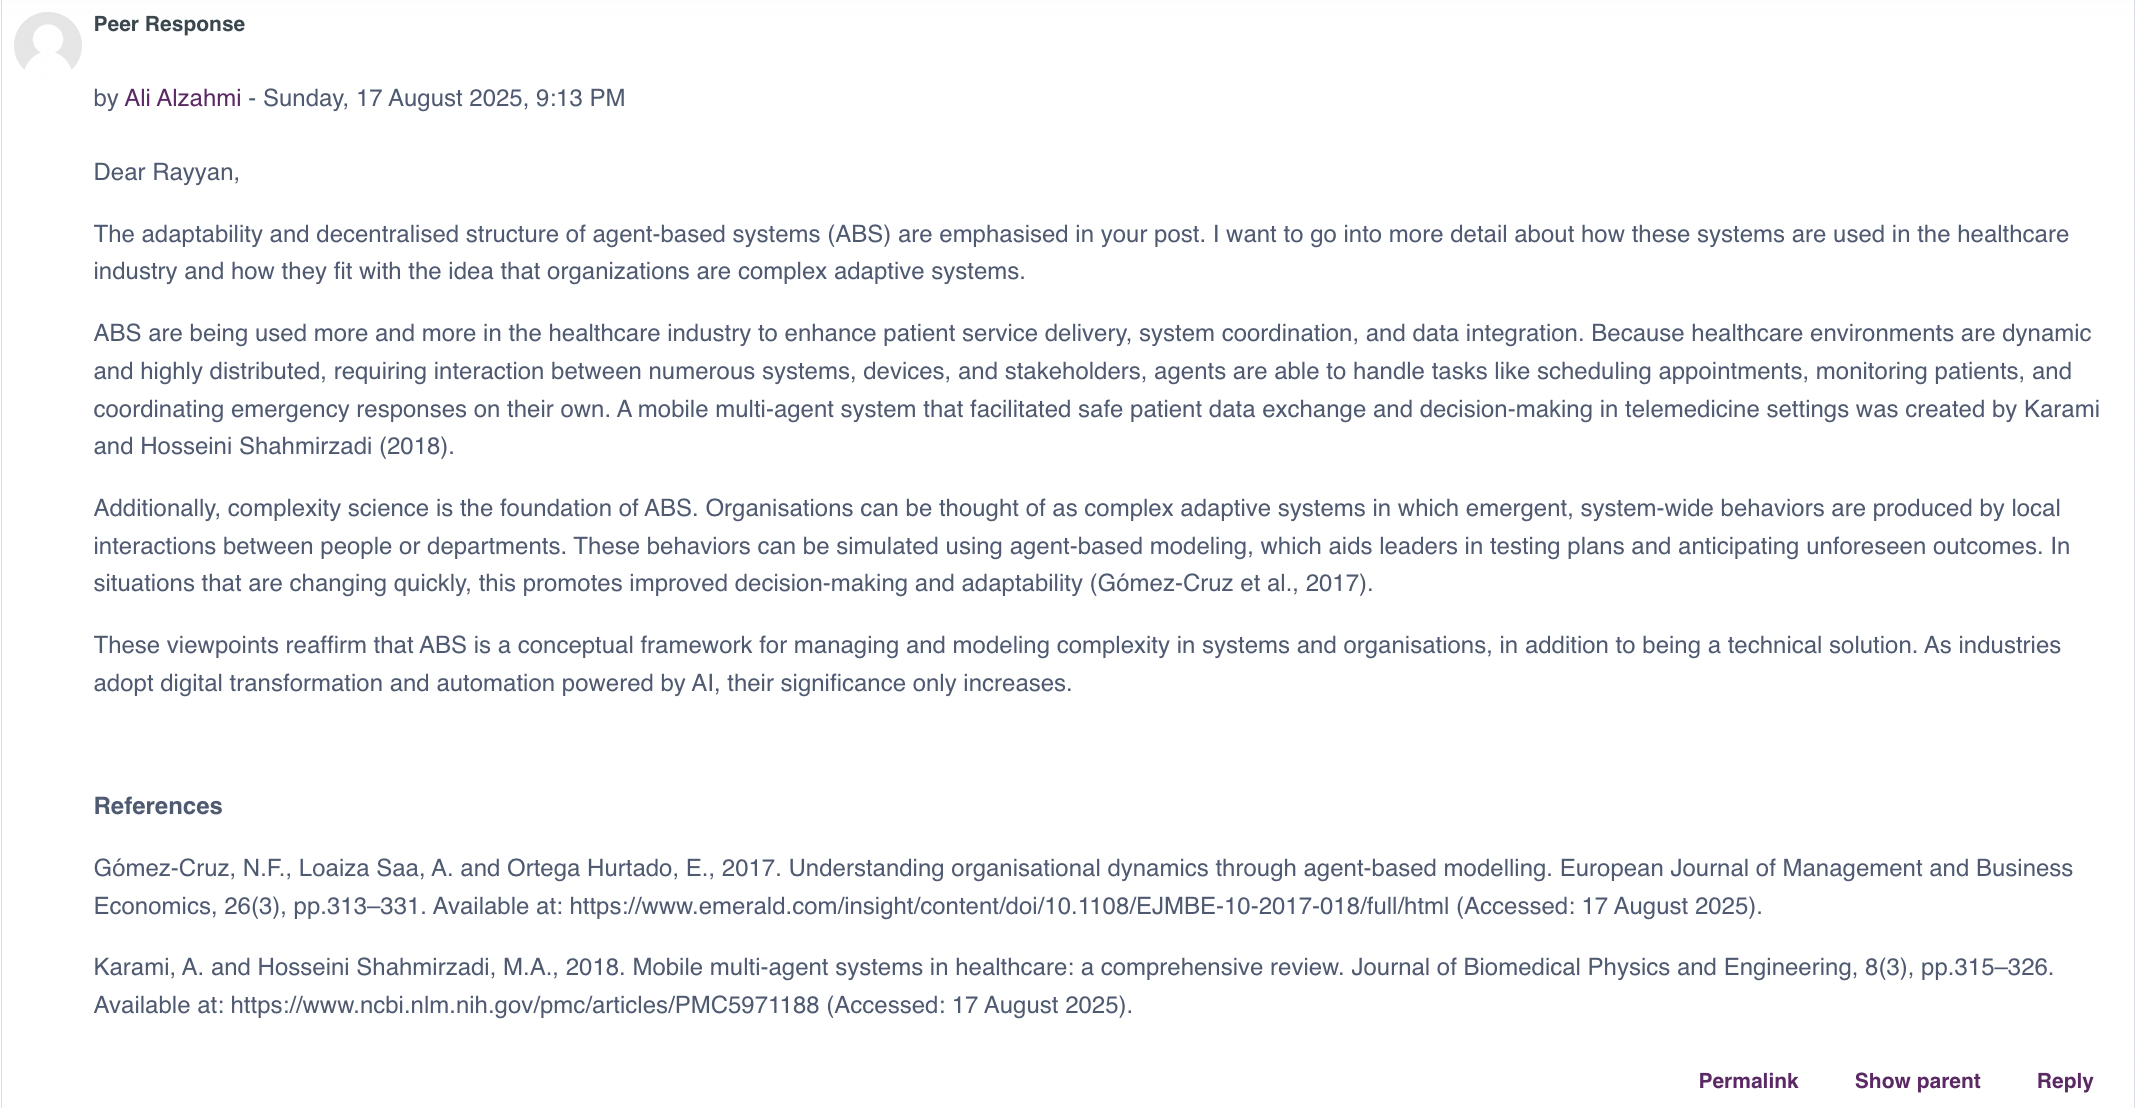 Peer Response
by Ali Alzahmi - Sunday, 17 August 2025, 9:13 PM
Dear Rayyan,
The adaptability and decentralised structure of agent-based systems (ABS) are emphasised in your post. I want to go into more detail about how these systems are used in the healthcare
industry and how they fit with the idea that organizations are complex adaptive systems.
ABS are being used more and more in the healthcare industry to enhance patient service delivery, system coordination, and data integration. Because healthcare environments are dynamic
and highly distributed, requiring interaction between numerous systems, devices, and stakeholders, agents are able to handle tasks like scheduling appointments, monitoring patients, and
coordinating emergency responses on their own. A mobile multi-agent system that facilitated safe patient data exchange and decision-making in telemedicine settings was created by Karami
and Hosseini Shahmirzadi (2018).
Additionally, complexity science is the foundation of ABS. Organisations can be thought of as complex adaptive systems in which emergent, system-wide behaviors are produced by local
interactions between people or departments. These behaviors can be simulated using agent-based modeling, which aids leaders in testing plans and anticipating unforeseen outcomes. In
situations that are changing quickly, this promotes improved decision-making and adaptability (Gómez-Cruz et al., 2017).
These viewpoints reaffirm that ABS is a conceptual framework for managing and modeling complexity in systems and organisations, in addition to being a technical solution. As industries
adopt digital transformation and automation powered by AI, their significance only increases.
References
Gómez-Cruz, N.F., Loaiza Saa, A. and Ortega Hurtado, E., 2017. Understanding organisational dynamics through agent-based modelling. European Journal of Management and Business
Economics, 26(3), pp.313–331. Available at: https://www.emerald.com/insight/content/doi/10.1108/EJMBE-10-2017-018/full/html (Accessed: 17 August 2025).
Karami, A. and Hosseini Shahmirzadi, M.A., 2018. Mobile multi-agent systems in healthcare: a comprehensive review. Journal of Biomedical Physics and Engineering, 8(3), pp.315–326.
Available at: https://www.ncbi.nlm.nih.gov/pmc/articles/PMC5971188 (Accessed: 17 August 2025).
Permalink Show parent Reply